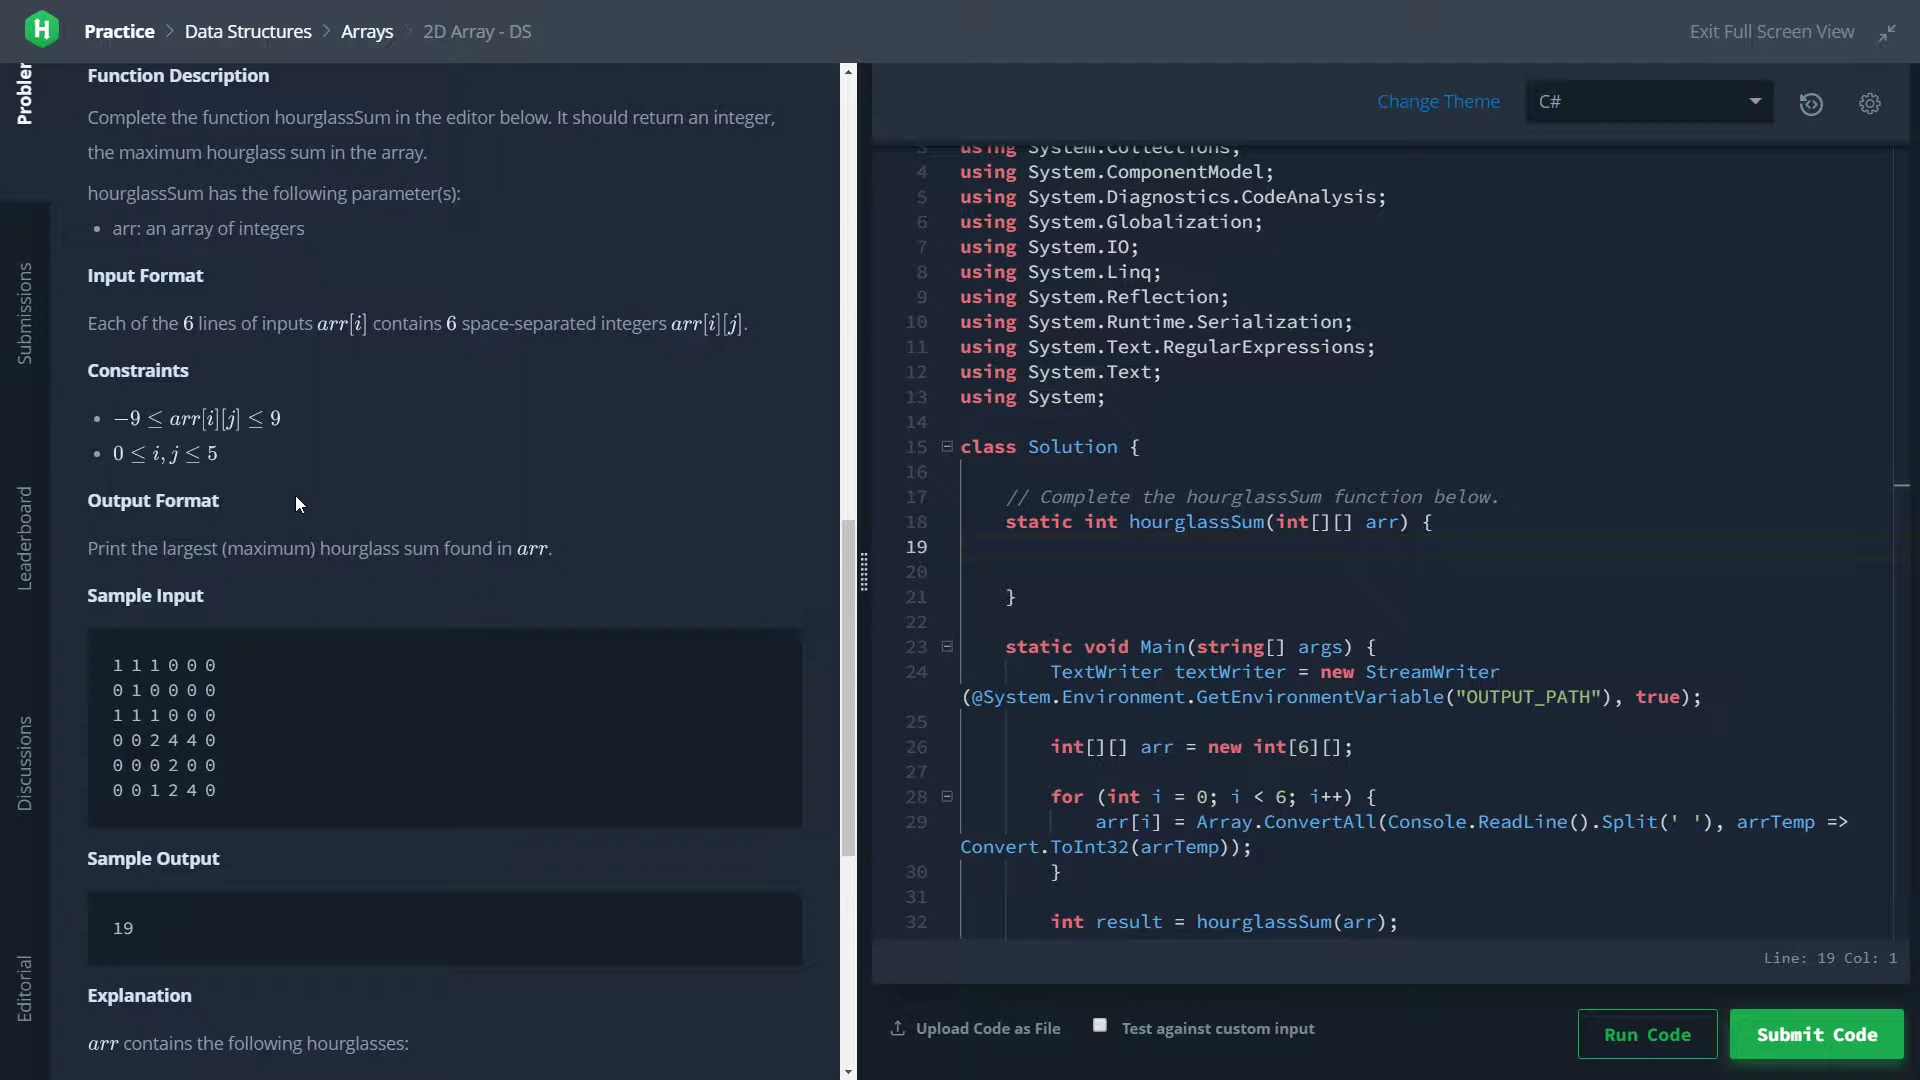 H
Practice > Data Structures > Arrays > 2D Array - DS
Exit Full Screen View
Problem
Submissions
Leaderboard
Discussions
Editorial
Function Description
Complete the function hourglassSum in the editor below. It should return an integer,
the maximum hourglass sum in the array.
hourglassSum has the following parameter(s):
• arr: an array of integers
Input Format
Each of the 6 lines of inputs arr[i] contains 6 space-separated integers arr[i][j].
Constraints
• −9 ≤ arr[i][j] ≤ 9
• 0 ≤ i, j ≤ 5
Output Format
Print the largest (maximum) hourglass sum found in arr.
Sample Input
1 1 1 0 0 0
0 1 0 0 0 0
1 1 1 0 0 0
0 0 2 4 4 0
0 0 0 2 0 0
0 0 1 2 4 0
Sample Output
19
Explanation
arr contains the following hourglasses:
Change Theme
C#
3 using System.Collections;
4 using System.ComponentModel;
5 using System.Diagnostics.CodeAnalysis;
6 using System.Globalization;
7 using System.IO;
8 using System.Linq;
9 using System.Reflection;
10 using System.Runtime.Serialization;
11 using System.Text.RegularExpressions;
12 using System.Text;
13 using System;
14
15 class Solution {
16
17 // Complete the hourglassSum function below.
18 static int hourglassSum(int[][] arr) {
19
20
21 }
22
23 static void Main(string[] args) {
24 TextWriter textWriter = new StreamWriter
(@System.Environment.GetEnvironmentVariable("OUTPUT_PATH"), true);
25
26 int[][] arr = new int[6][];
27
28 for (int i = 0; i < 6; i++) {
29 arr[i] = Array.ConvertAll(Console.ReadLine().Split(' '), arrTemp =>
Convert.ToInt32(arrTemp));
30 }
31
32 int result = hourglassSum(arr);
Line: 19 Col: 1
Upload Code as File
Test against custom input
Run Code
Submit Code